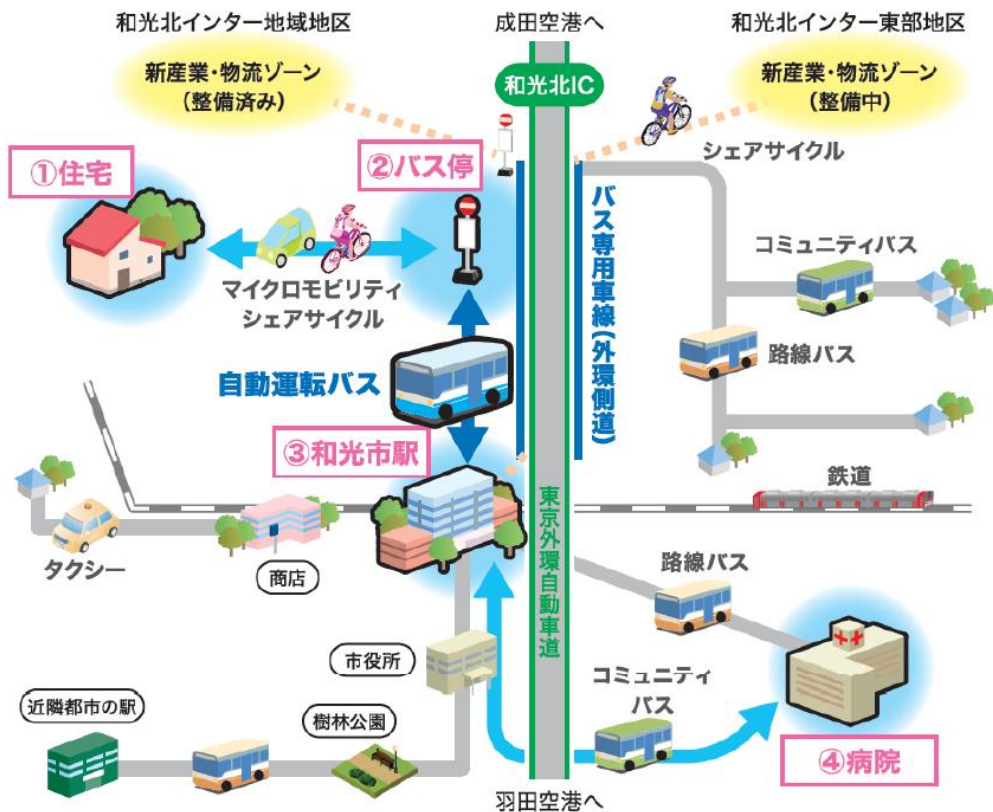 和光北インター地域地区
成田空港へ
和光北インター東部地区
新産業・物流ゾーン
(整備済み)
和光北IC
新産業・物流ゾーン
(整備中)
シェアサイクル
①住宅
②バス停
バス専用車線(外環側道)
コミュニティバス
マイクロモビリティ
シェアサイクル
路線バス
自動運転バス
③和光市駅
鉄道
東京外環自動車道
タクシー
商店
路線バス
市役所
コミュニティ
バス
近隣都市の駅
樹林公園
④病院
羽田空港へ